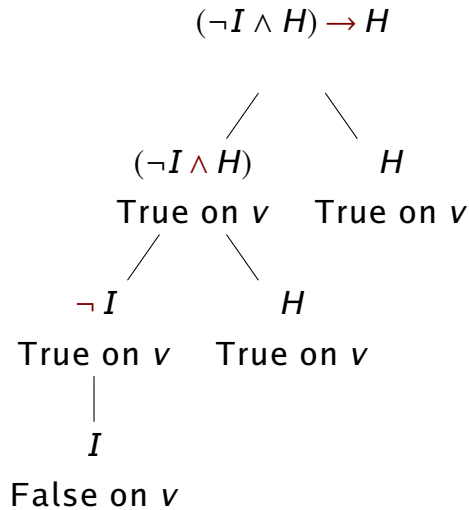 (¬I ∧ H) → H
(¬I ∧ H) H
True on v True on v
¬ I H
True on v True on v
I
False on v